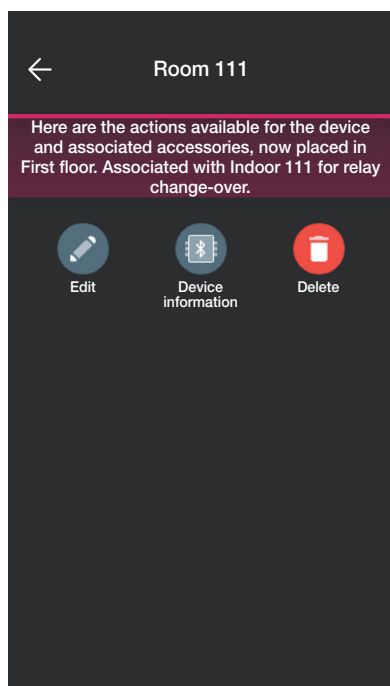 Room 111
Here are the actions available for the device
and associated accessories, now placed in
First floor. Associated with Indoor 111 for relay
change-over.
Edit
Device
information
Delete